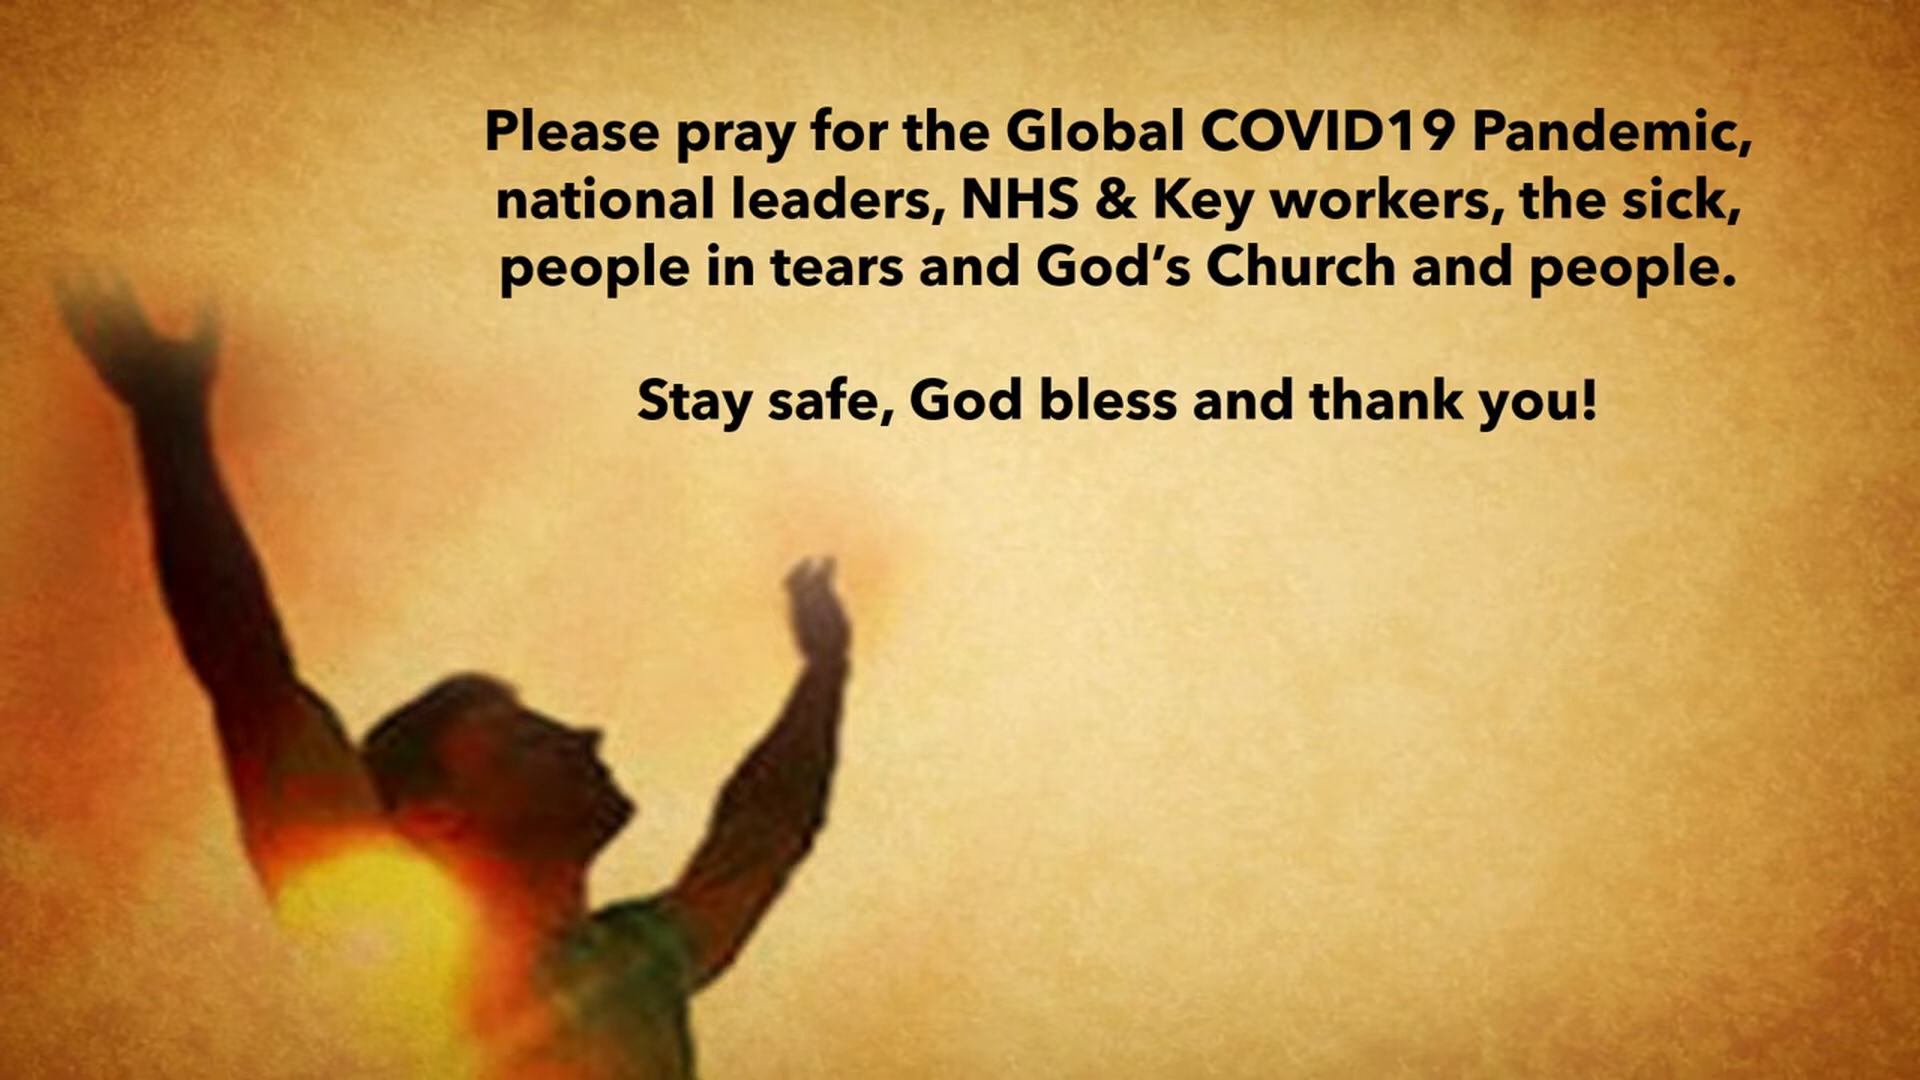 Please pray for the Global COVID19 Pandemic,
national leaders, NHS & Key workers, the sick,
people in tears and God’s Church and people.
Stay safe, God bless and thank you!